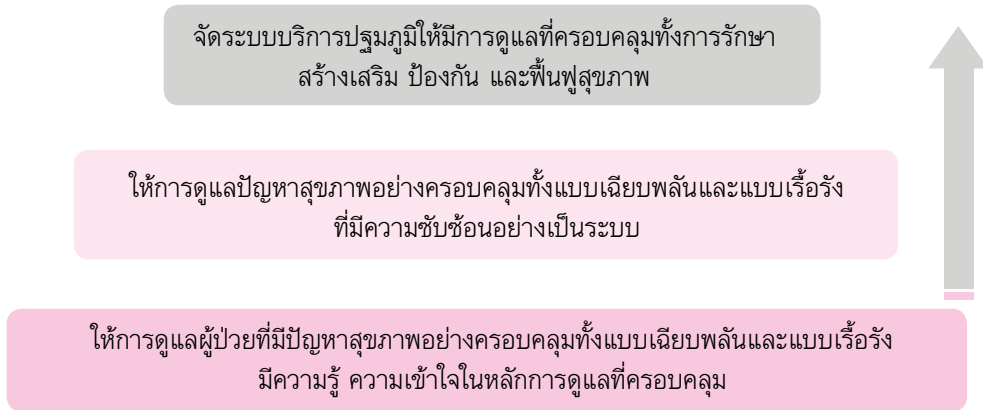 จัดระบบบริการปฐมภูมิให้มีการดูแลที่ครอบคลุมทั้งการรักษา
สร้างเสริม ป้องกัน และฟื้นฟูสุขภาพ
ให้การดูแลปัญหาสุขภาพอย่างครอบคลุมทั้งแบบเฉียบพลันและแบบเรื้อรัง
ที่มีความซับซ้อนอย่างเป็นระบบ
ให้การดูแลผู้ป่วยที่มีปัญหาสุขภาพอย่างครอบคลุมทั้งแบบเฉียบพลันและแบบเรื้อรัง
มีความรู้ ความเข้าใจในหลักการดูแลที่ครอบคลุม